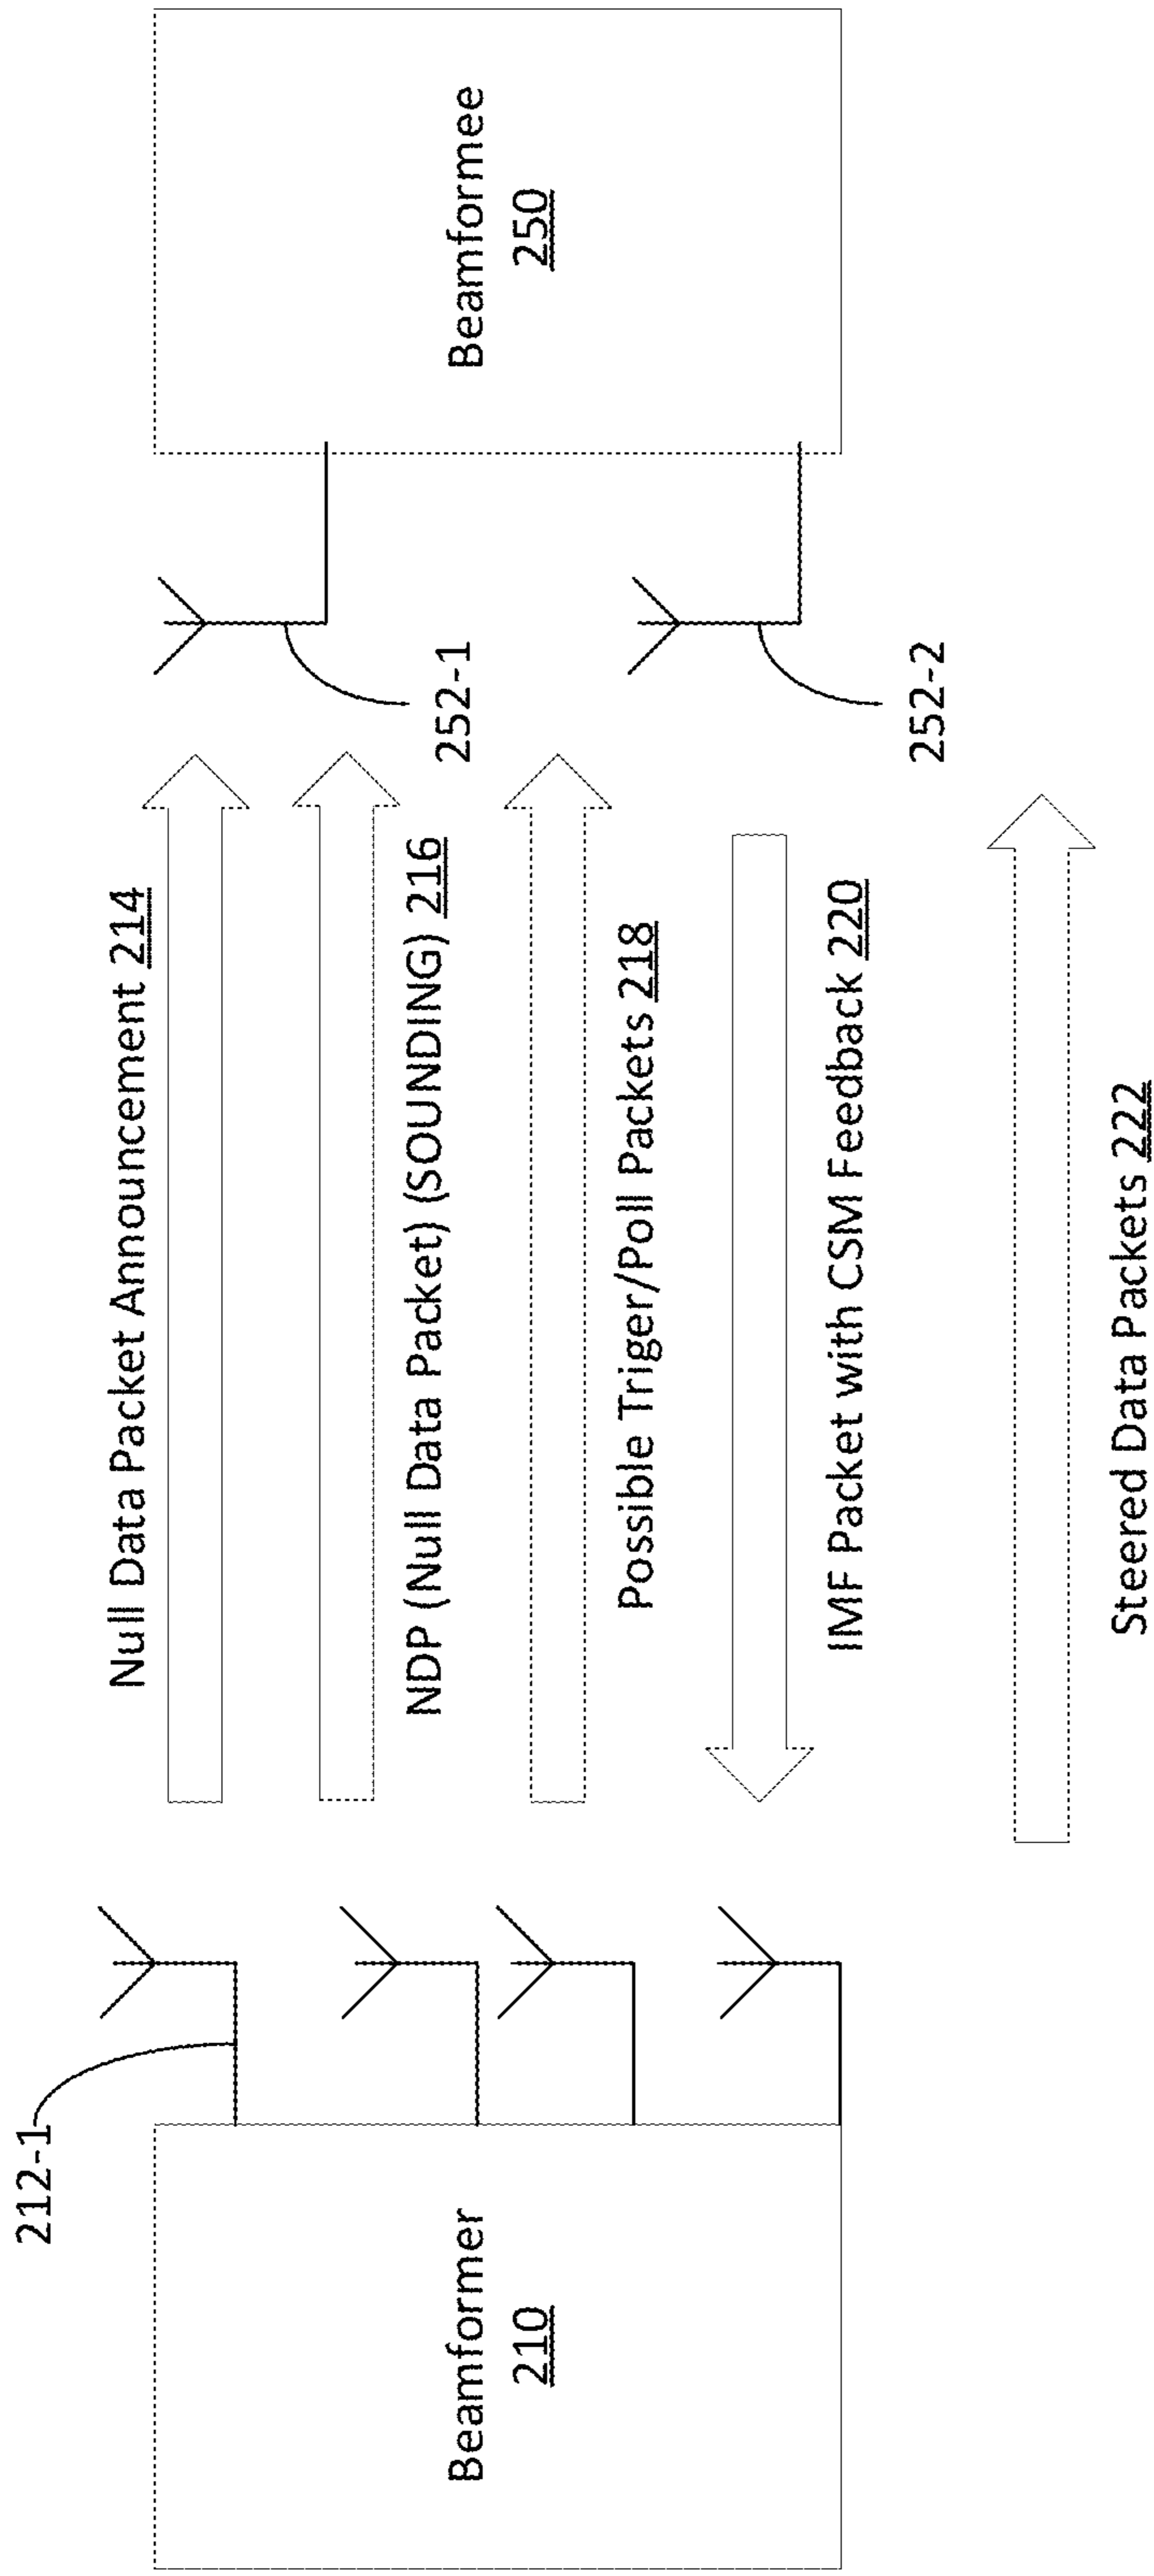 212-1
Beamformer
210
Null Data Packet Announcement 214
NDP (Null Data Packet) (SOUNDING) 216
Possible Triger/Poll Packets 218
IMF Packet with CSM Feedback 220
Steered Data Packets 222
252-1
252-2
Beamformee
250